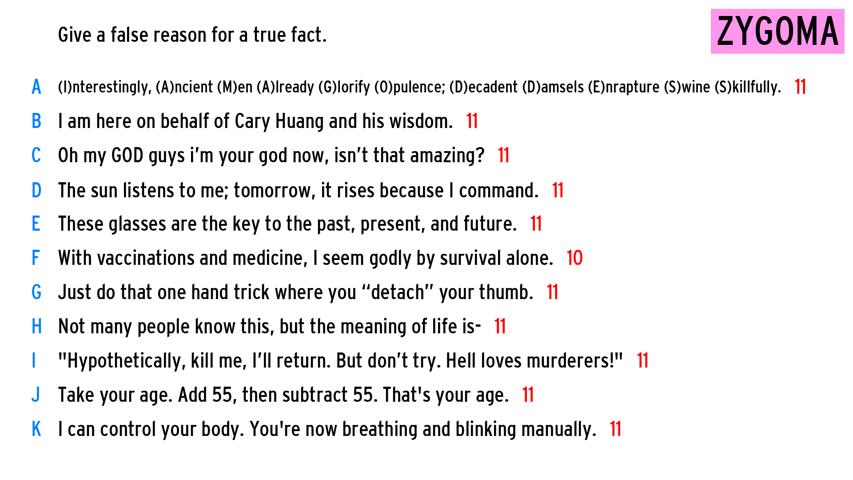 Give a false reason for a true fact.
ZYGOMA
A (I)nterestingly, (A)ncient (M)en (A)lready (G)lorify (O)pulence; (D)ecadent (D)amsels (E)nrapture (S)wine (S)killfully. 11
B I am here on behalf of Cary Huang and his wisdom. 11
C Oh my GOD guys i’m your god now, isn’t that amazing? 11
D The sun listens to me; tomorrow, it rises because I command. 11
E These glasses are the key to the past, present, and future. 11
F With vaccinations and medicine, I seem godly by survival alone. 10
G Just do that one hand trick where you “detach” your thumb. 11
H Not many people know this, but the meaning of life is- 11
I "Hypothetically, kill me, I’ll return. But don’t try. Hell loves murderers!" 11
J Take your age. Add 55, then subtract 55. That's your age. 11
K I can control your body. You're now breathing and blinking manually. 11